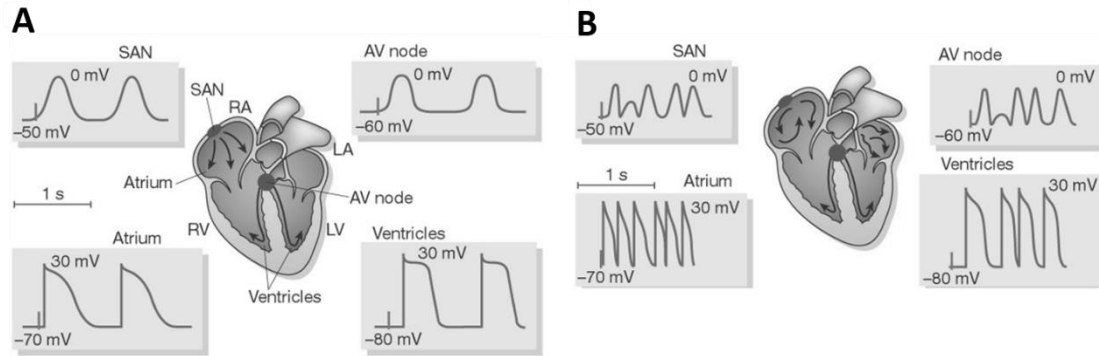 A
SAN
0 mV
–50 mV
AV node
0 mV
–60 mV
SAN
RA
LA
Atrium
AV node
1 s
RV
LV
Atrium
30 mV
–70 mV
Ventricles
Ventricles
30 mV
–80 mV
B
SAN
0 mV
–50 mV
AV node
0 mV
–60 mV
1 s
Atrium
30 mV
–70 mV
Ventricles
30 mV
–80 mV